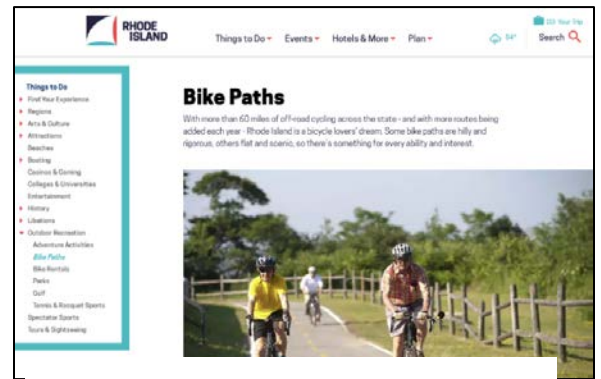 RHODE
ISLAND
Things to Do
Events
Hotels & More
Plan
54°
(0) Your Trip
Search
Things to Do
Find Your Experience
Regions
Arts & Culture
Attractions
Beaches
Boating
Casinos & Gaming
Colleges & Universities
Entertainment
History
Libations
Outdoor Recreation
Adventure Activities
Bike Paths
Bike Rentals
Parks
Golf
Tennis & Racquet Sports
Spectator Sports
Tours & Sightseeing
Bike Paths
With more than 60 miles of off-road cycling across the state - and with more routes being
added each year - Rhode Island is a bicycle lovers' dream. Some bike paths are hilly and
rigorous, others flat and scenic, so there's something for every ability and interest.